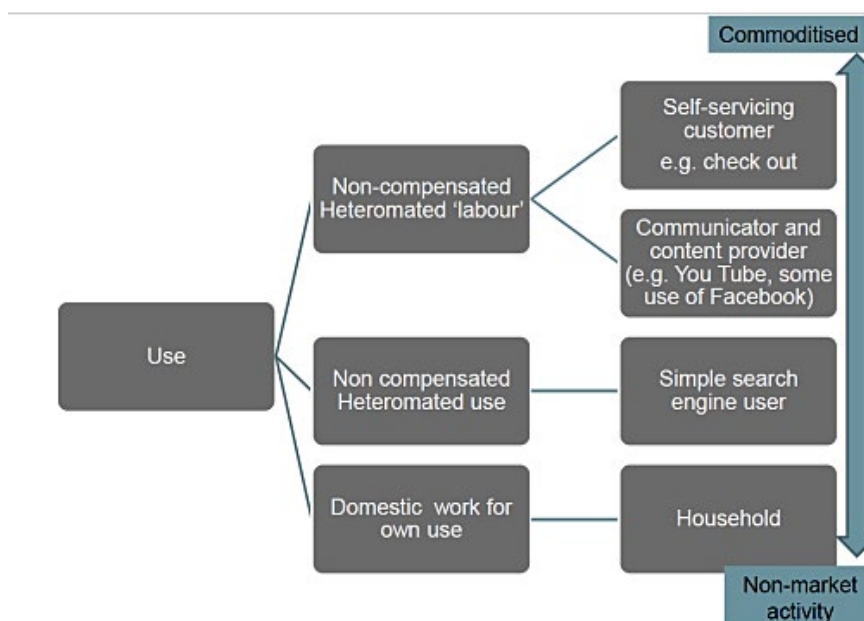 Commoditised
Self-servicing
customer
e.g. check out
Non-compensated
Heteromated ‘labour’
Communicator and
content provider
(e.g. You Tube, some
use of Facebook)
Use
Non compensated
Heteromated use
Simple search
engine user
Domestic work for
own use
Household
Non-market
activity